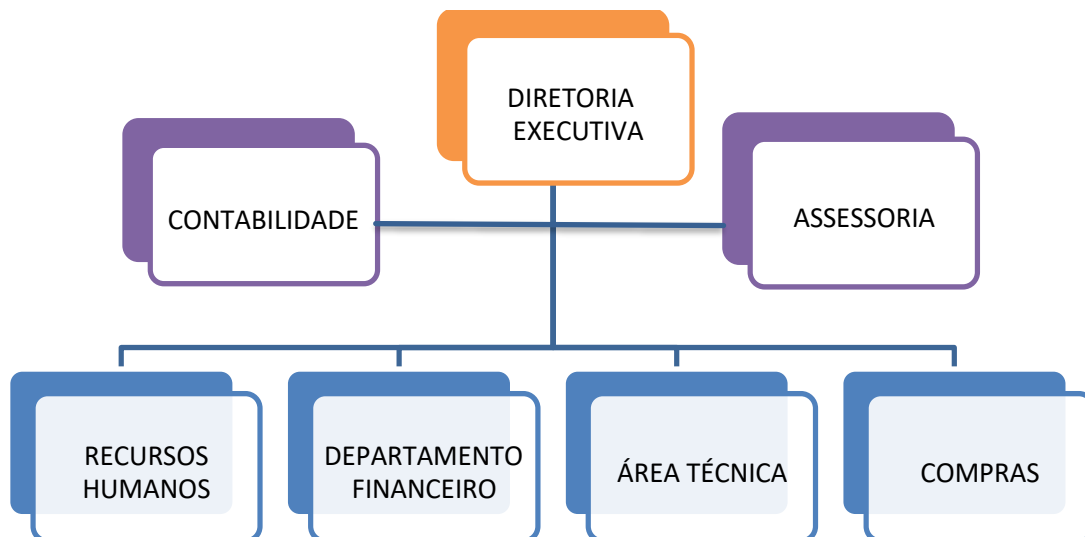 DIRETORIA
EXECUTIVA
CONTABILIDADE
ASSESSORIA
RECURSOS
HUMANOS
DEPARTAMENTO
FINANCEIRO
ÁREA TÉCNICA
COMPRAS